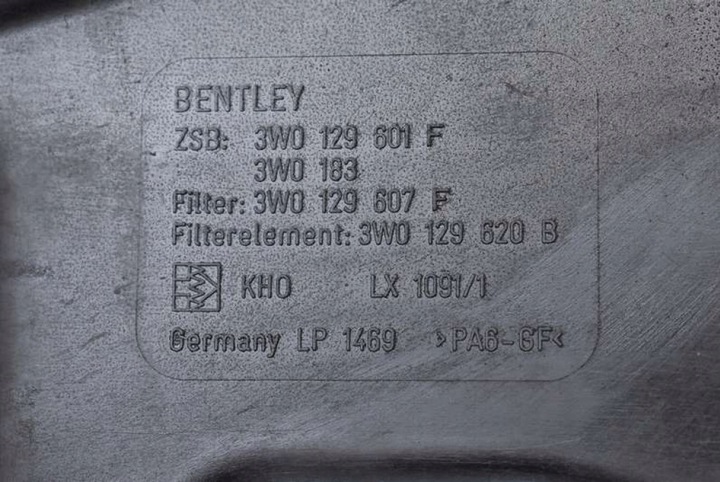 BENTLEY
ZSB: 3W0 129 601 F
3W0 183
Filter: 3W0 129 607 F
Filterelement: 3W0 129 620 B
KHO LX 1091/1
Germany LP 1469 >PA6-GF<